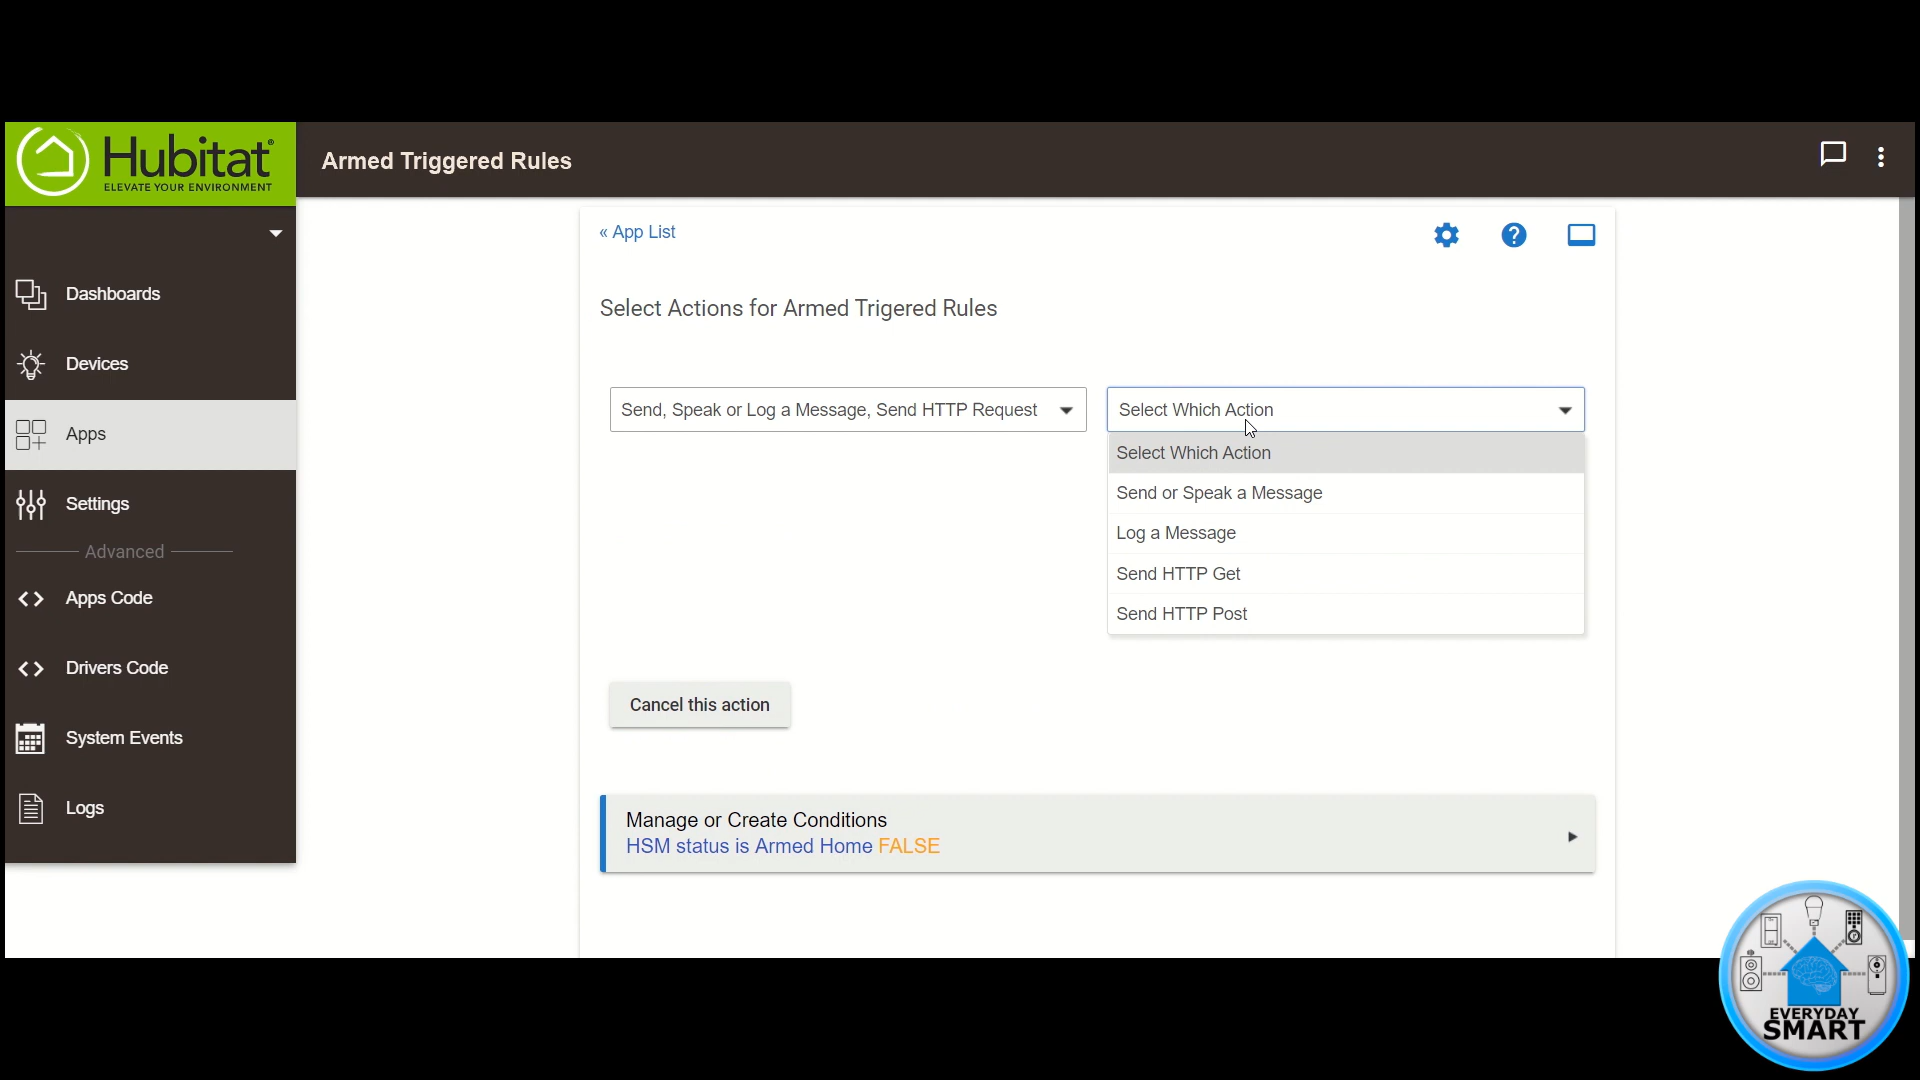 Hubitat®
ELEVATE YOUR ENVIRONMENT
Armed Triggered Rules
Dashboards
Devices
Apps
Settings
Advanced
Apps Code
Drivers Code
System Events
Logs
« App List
?
Select Actions for Armed Trigered Rules
Send, Speak or Log a Message, Send HTTP Request
Select Which Action
Select Which Action
Send or Speak a Message
Log a Message
Send HTTP Get
Send HTTP Post
Cancel this action
Manage or Create Conditions
HSM status is Armed Home FALSE
EVERYDAY
SMART